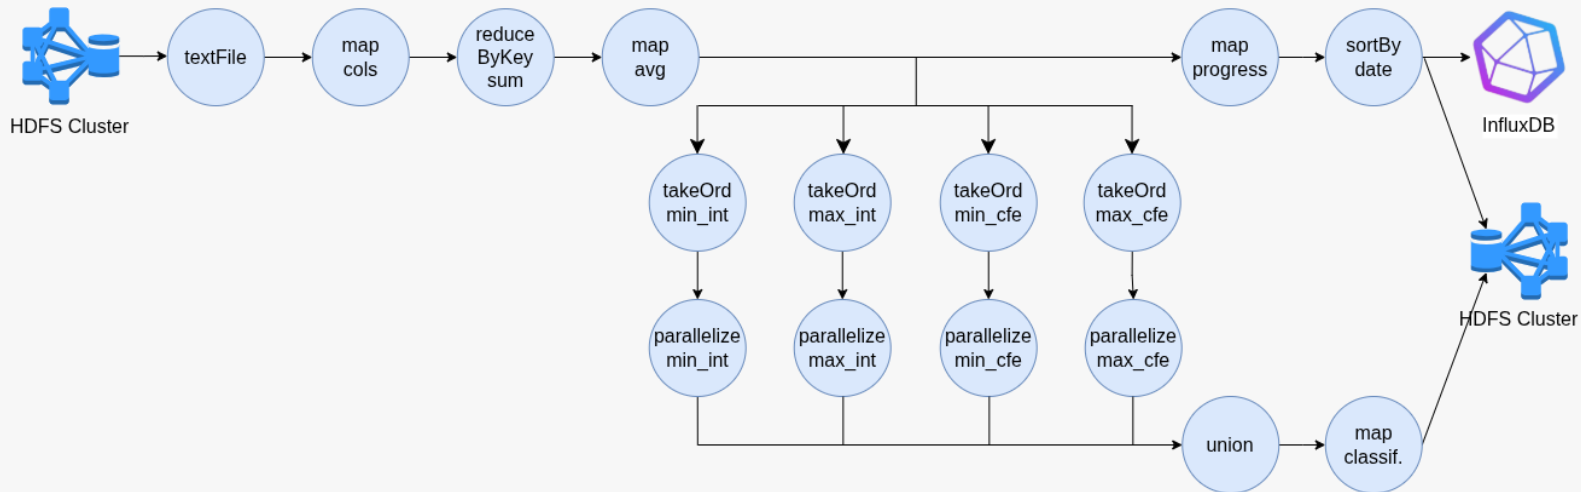 HDFS Cluster
textFile
map
cols
reduce
ByKey
sum
map
avg
map
progress
sortBy
date
InfluxDB
takeOrd
min_int
takeOrd
max_int
takeOrd
min_cfe
takeOrd
max_cfe
HDFS Cluster
parallelize
min_int
parallelize
max_int
parallelize
min_cfe
parallelize
max_cfe
union
map
classif.